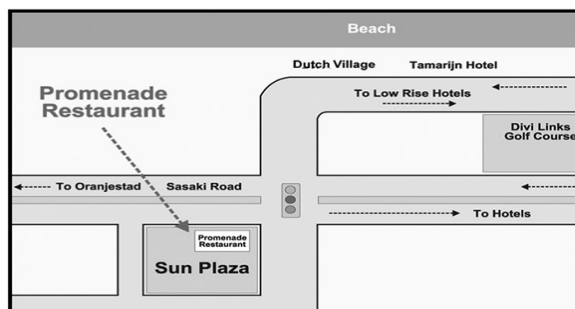 Beach
Dutch Village Tamarijn Hotel
Promenade
Restaurant
To Low Rise Hotels
Divi Links
Golf Course
To Oranjestad Sasaki Road
To Hotels
Promenade
Restaurant
Sun Plaza